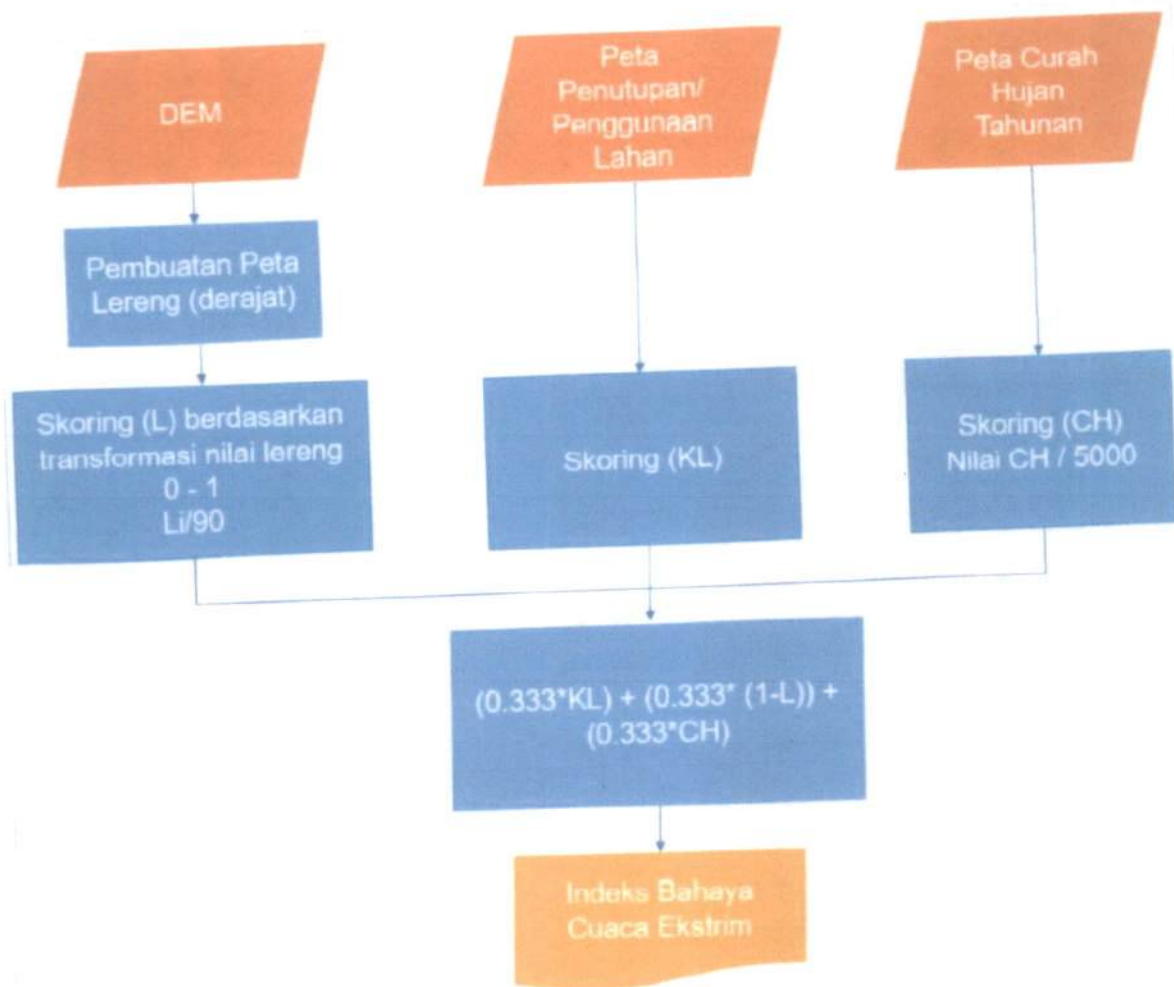 DEM
Peta
Penutupan/
Penggunaan
Lahan
Peta Curah
Hujan
Tahunan
Pembuatan Peta
Lereng (derajat)
Skoring (L) berdasarkan
transformasi nilai lereng
0 - 1
Li/90
Skoring (KL)
Skoring (CH)
Nilai CH / 5000
(0.333*KL) + (0.333* (1-L)) +
(0.333*CH)
Indeks Bahaya
Cuaca Ekstrim